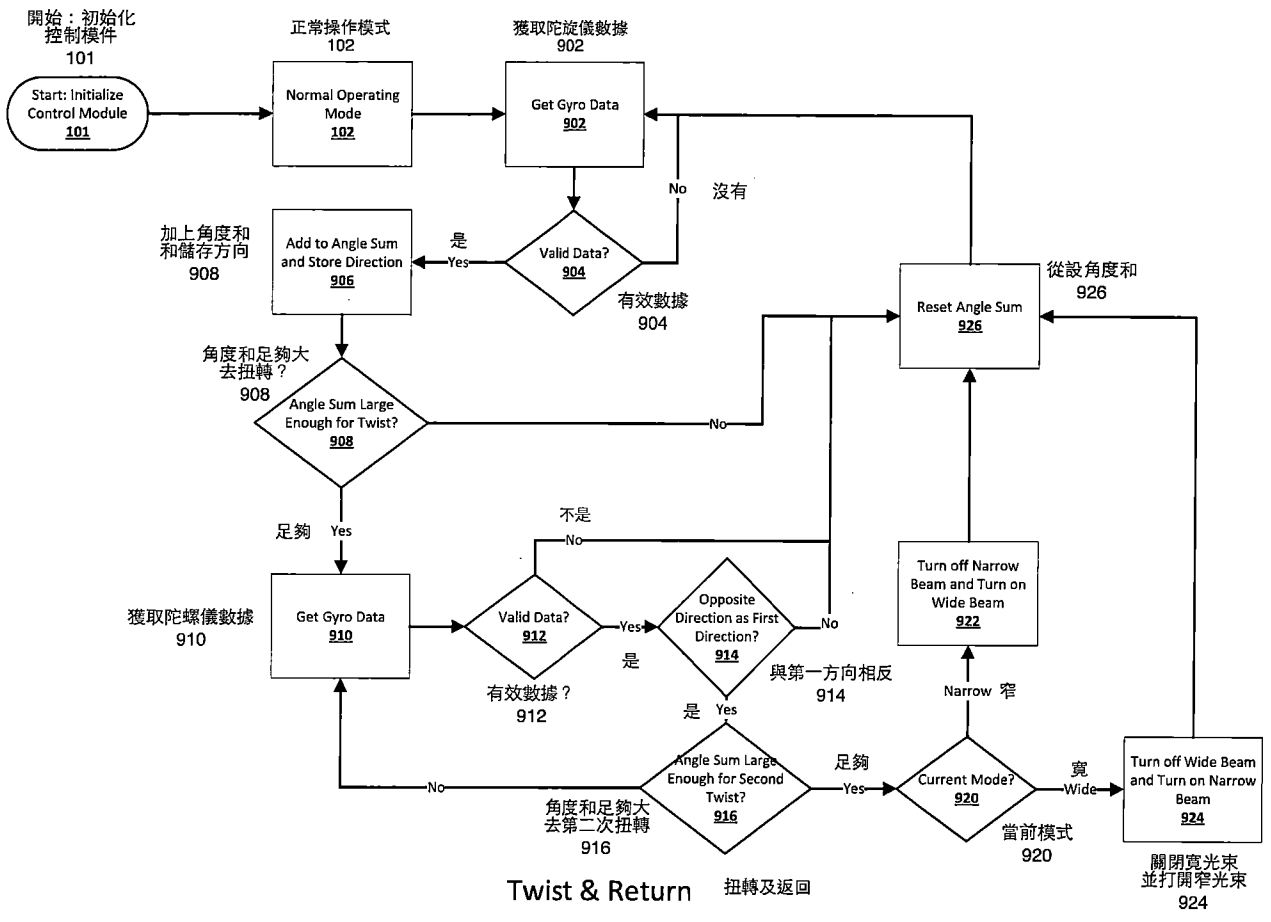 開始：初始化
控制模件
101
Start: Initialize
Control Module
101
正常操作模式
102
Normal Operating
Mode
102
獲取陀旋儀數據
902
Get Gyro Data
902
No
沒有
加上角度和
和儲存方向
908
Add to Angle Sum
and Store Direction
906
是
Yes
Valid Data?
904
有效數據
904
Reset Angle Sum
926
從設角度和
926
角度和足夠大
去扭轉？
908
Angle Sum Large
Enough for Twist?
908
No
足夠
Yes
不是
No
獲取陀螺儀數據
910
Get Gyro Data
910
Valid Data?
912
有效數據？
912
Yes
是
Opposite
Direction as First
Direction?
914
No
與第一方向相反
914
Turn off Narrow
Beam and Turn on
Wide Beam
922
Narrow
窄
是
Yes
No
Angle Sum Large
Enough for Second
Twist?
916
角度和足夠大
去第二次扭轉
916
足夠
Yes
Current Mode?
920
當前模式
920
寬
Wide
Turn off Wide Beam
and Turn on Narrow
Beam
924
關閉寬光束
並打開窄光束
924
Twist & Return
扭轉及返回